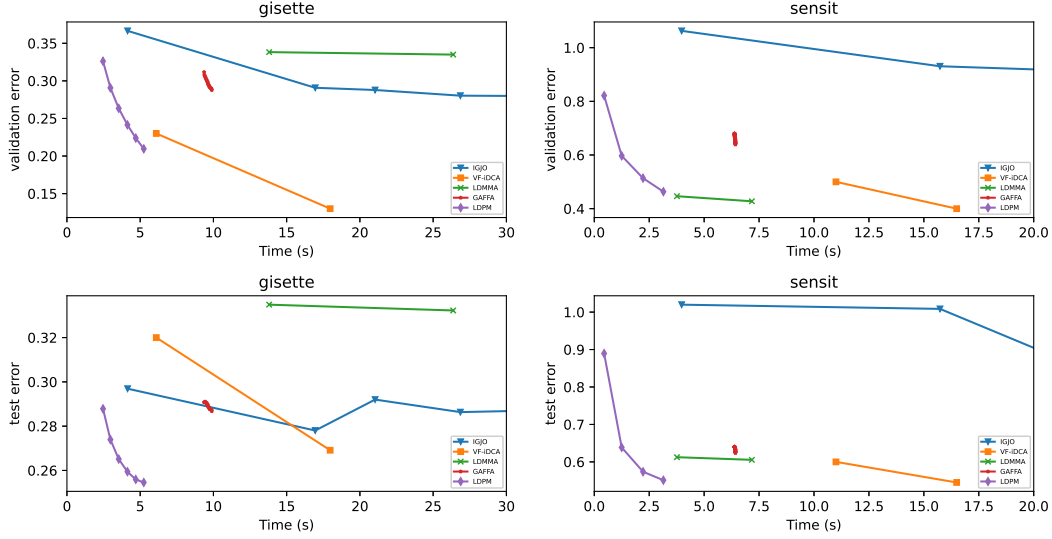 gisette
validation error
0.35
0.30
0.25
0.20
0.15
0 5 10 15 20 25 30
Time (s)
IGJO
VF-iDCA
LDMMA
GAFFA
LDPM
sensit
validation error
1.0
0.8
0.6
0.4
0.0 2.5 5.0 7.5 10.0 12.5 15.0 17.5 20.0
Time (s)
IGJO
VF-iDCA
LDMMA
GAFFA
LDPM
gisette
test error
0.32
0.30
0.28
0.26
0 5 10 15 20 25 30
Time (s)
IGJO
VF-iDCA
LDMMA
GAFFA
LDPM
sensit
test error
1.0
0.9
0.8
0.7
0.6
0.0 2.5 5.0 7.5 10.0 12.5 15.0 17.5 20.0
Time (s)
IGJO
VF-iDCA
LDMMA
GAFFA
LDPM